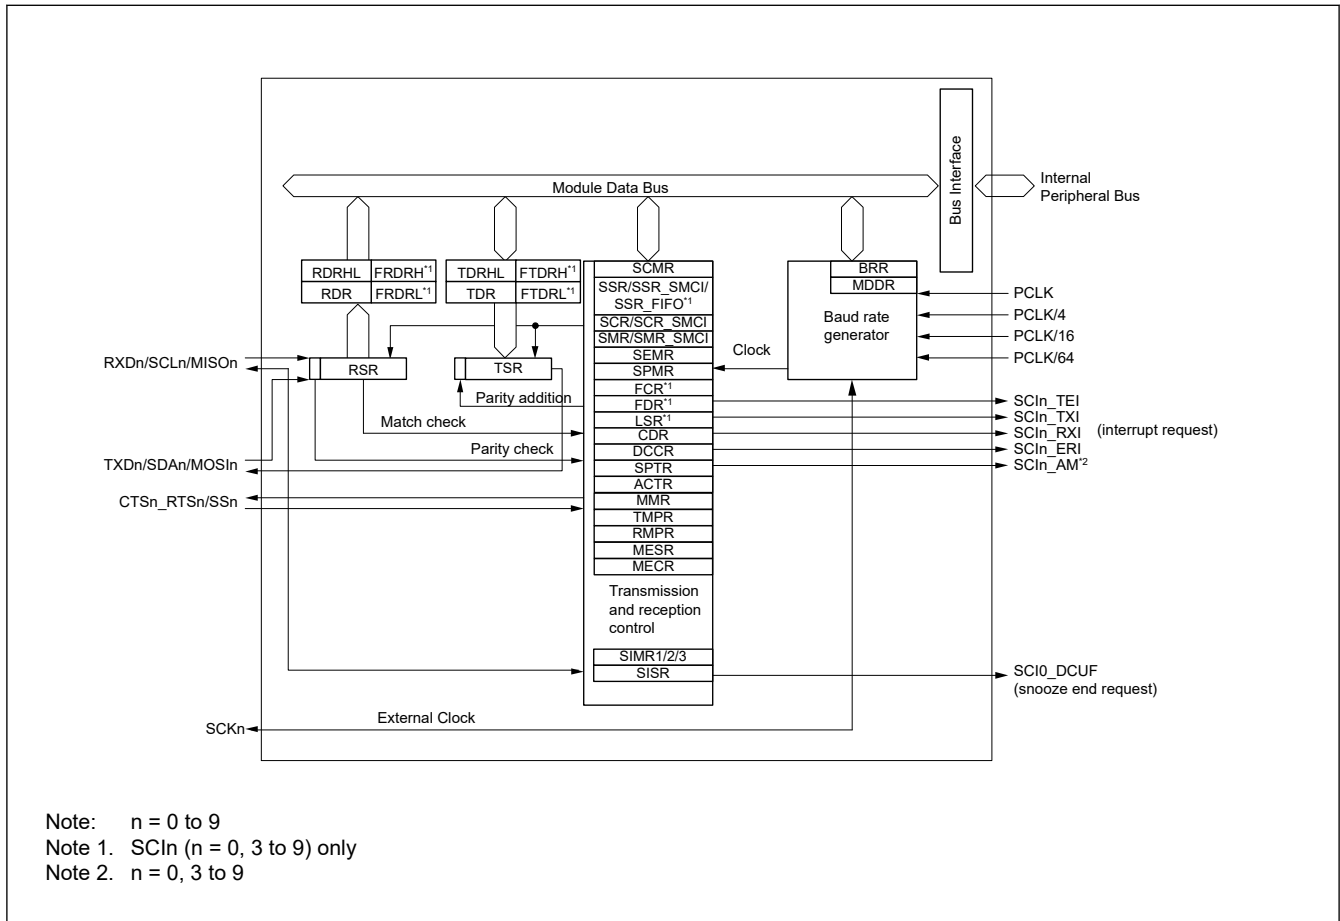 Bus Interface
Module Data Bus
Internal
Peripheral Bus
RDRHL
FRDRH*1
RDR
FRDRL*1
TDRHL
FTDRH*1
TDR
FTDRL*1
SCMR
SSR/SSR_SMCI/
SSR_FIFO*1
SCR/SCR_SMCI
SMR/SMR_SMCI
SEMR
SPMR
FCR*1
FDR*1
LSR*1
CDR
DCCR
SPTR
ACTR
MMR
TMPR
RMPR
MESR
MECR
Transmission
and reception
control
SIMR1/2/3
SISR
BRR
MDDR
Baud rate
generator
Clock
PCLK
PCLK/4
PCLK/16
PCLK/64
RXDn/SCLn/MISOn
RSR
TSR
Parity addition
Match check
Parity check
TXDn/SDAn/MOSIn
CTSn_RTSn/SSn
SCIn_TEI
SCIn_TXI
SCIn_RXI
(interrupt request)
SCIn_ERI
SCIn_AM*2
SCI0_DCUF
(snooze end request)
External Clock
SCKn
Note: n = 0 to 9
Note 1. SCIn (n = 0, 3 to 9) only
Note 2. n = 0, 3 to 9